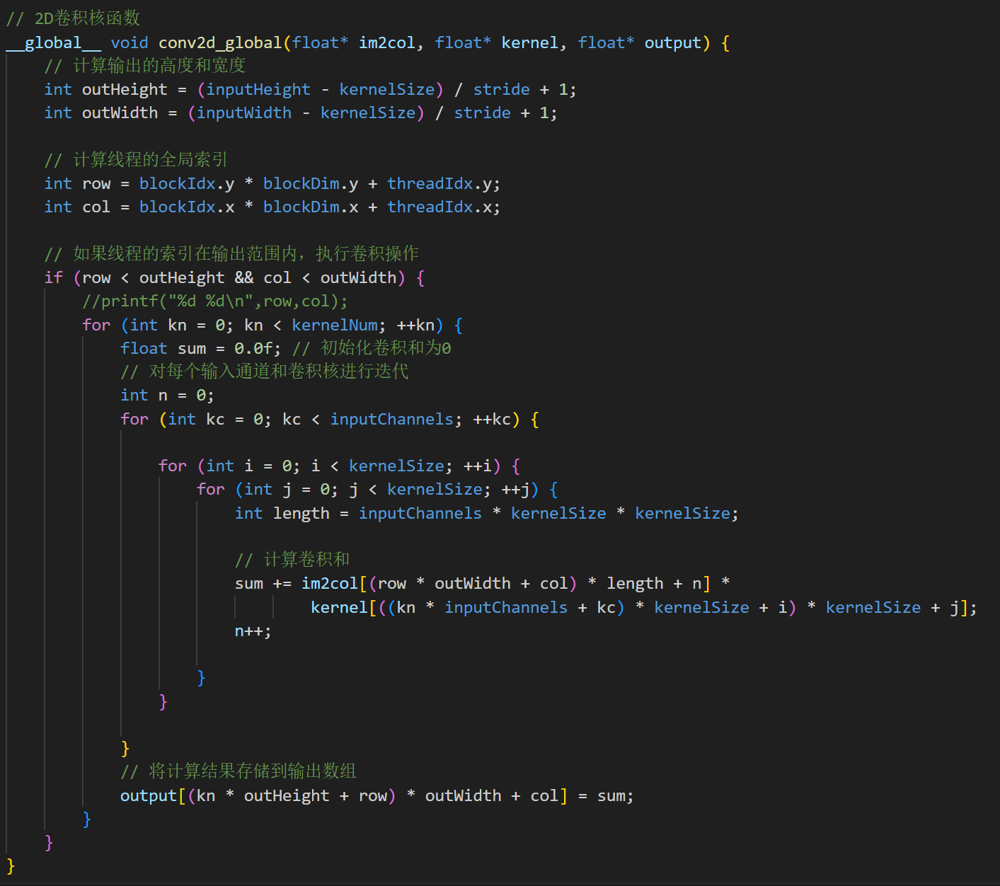 // 2D卷积核函数
__global__ void conv2d_global(float* im2col, float* kernel, float* output) {
// 计算输出的高度和宽度
int outHeight = (inputHeight - kernelSize) / stride + 1;
int outWidth = (inputWidth - kernelSize) / stride + 1;
// 计算线程的全局索引
int row = blockIdx.y * blockDim.y + threadIdx.y;
int col = blockIdx.x * blockDim.x + threadIdx.x;
// 如果线程的索引在输出范围内，执行卷积操作
if (row < outHeight && col < outWidth) {
//printf("%d %d\n",row,col);
for (int kn = 0; kn < kernelNum; ++kn) {
float sum = 0.0f; // 初始化卷积和为0
// 对每个输入通道和卷积核进行迭代
int n = 0;
for (int kc = 0; kc < inputChannels; ++kc) {
for (int i = 0; i < kernelSize; ++i) {
for (int j = 0; j < kernelSize; ++j) {
int length = inputChannels * kernelSize * kernelSize;
// 计算卷积和
sum += im2col[(row * outWidth + col) * length + n] *
kernel[((kn * inputChannels + kc) * kernelSize + i) * kernelSize + j];
n++;
}
}
}
// 将计算结果存储到输出数组
output[(kn * outHeight + row) * outWidth + col] = sum;
}
}
}